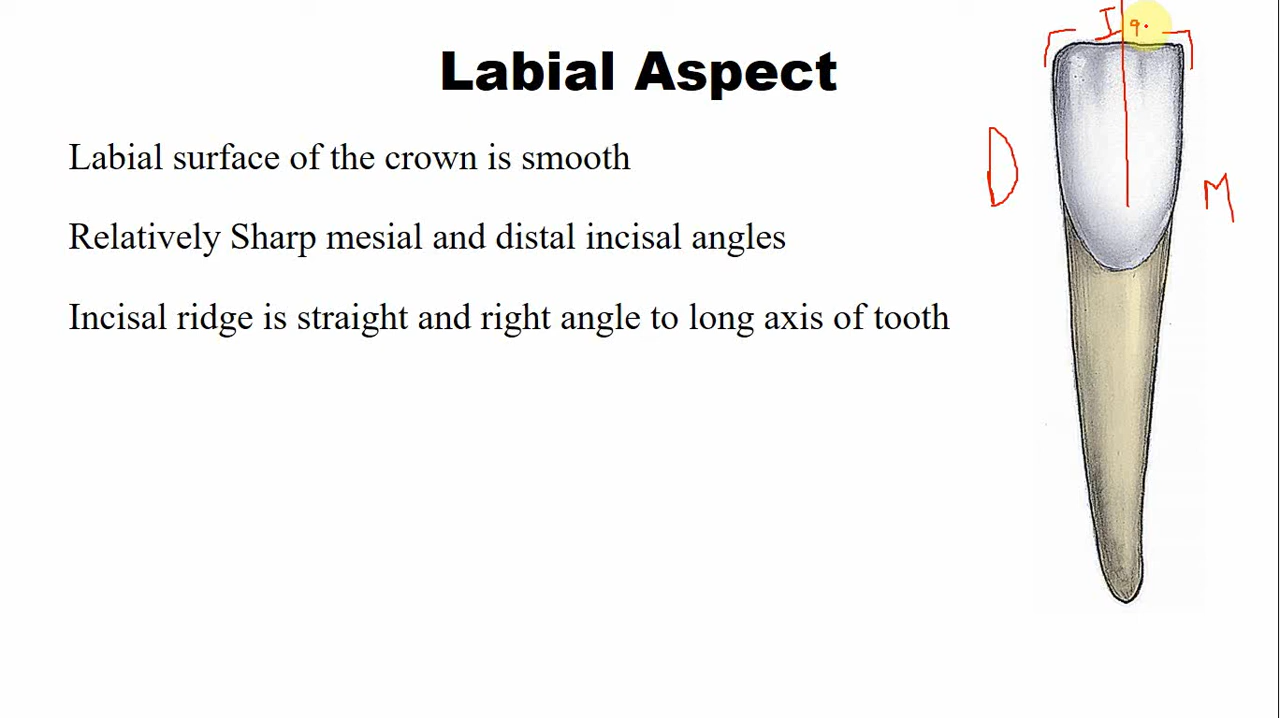 Labial Aspect
Labial surface of the crown is smooth
Relatively Sharp mesial and distal incisal angles
Incisal ridge is straight and right angle to long axis of tooth
I
D
M